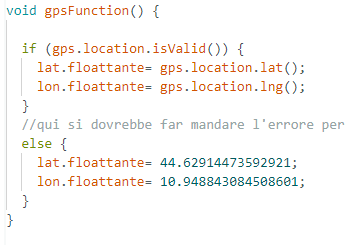 void gpsFunction() {
if (gps.location.isValid()) {
lat.floattante= gps.location.lat();
lon.floattante= gps.location.lng();
}
//qui si dovrebbe far mandare l'errore per
else {
lat.floattante= 44.62914473592921;
lon.floattante= 10.948843084508601;
}
}